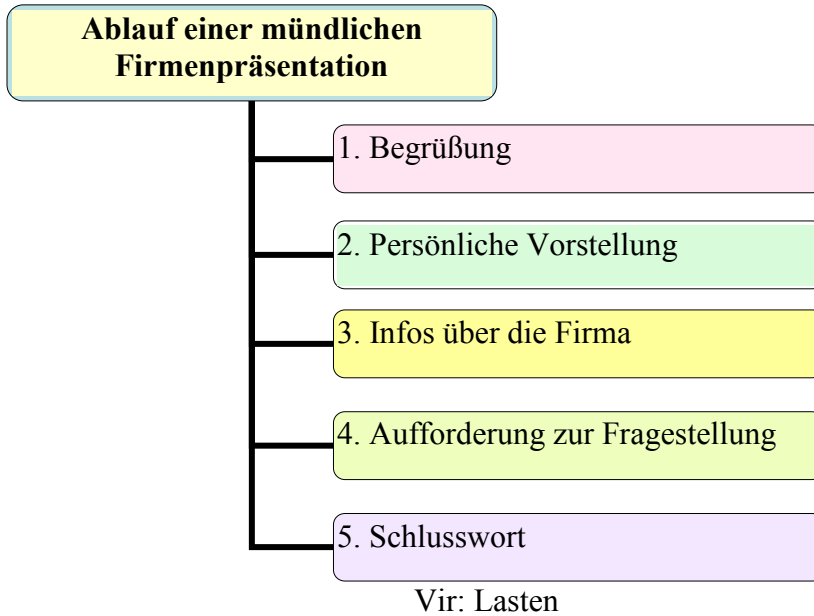 Ablauf einer mündlichen
Firmenpräsentation
1. Begrüßung
2. Persönliche Vorstellung
3. Infos über die Firma
4. Aufforderung zur Fragestellung
5. Schlusswort
Vir: Lasten